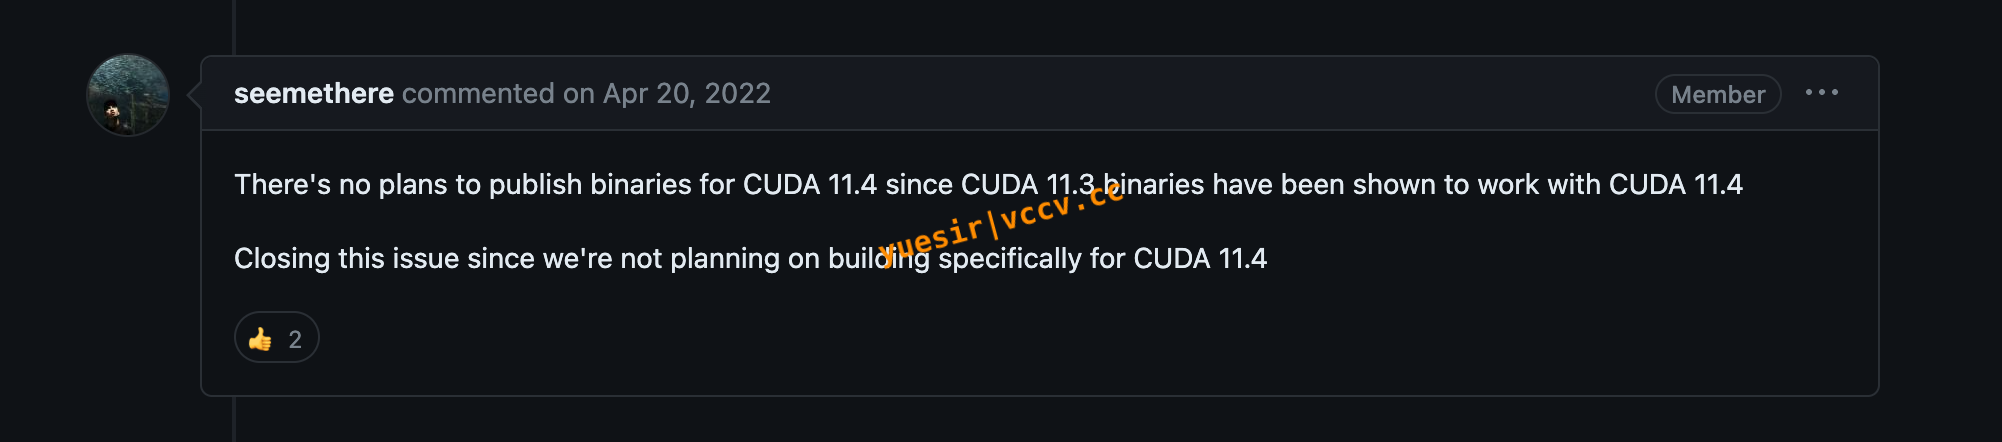 seemethere commented on Apr 20, 2022
Member
There's no plans to publish binaries for CUDA 11.4 since CUDA 11.3 binaries have been shown to work with CUDA 11.4
yuesir|vccv.cc
Closing this issue since we're not planning on building specifically for CUDA 11.4
👍 2